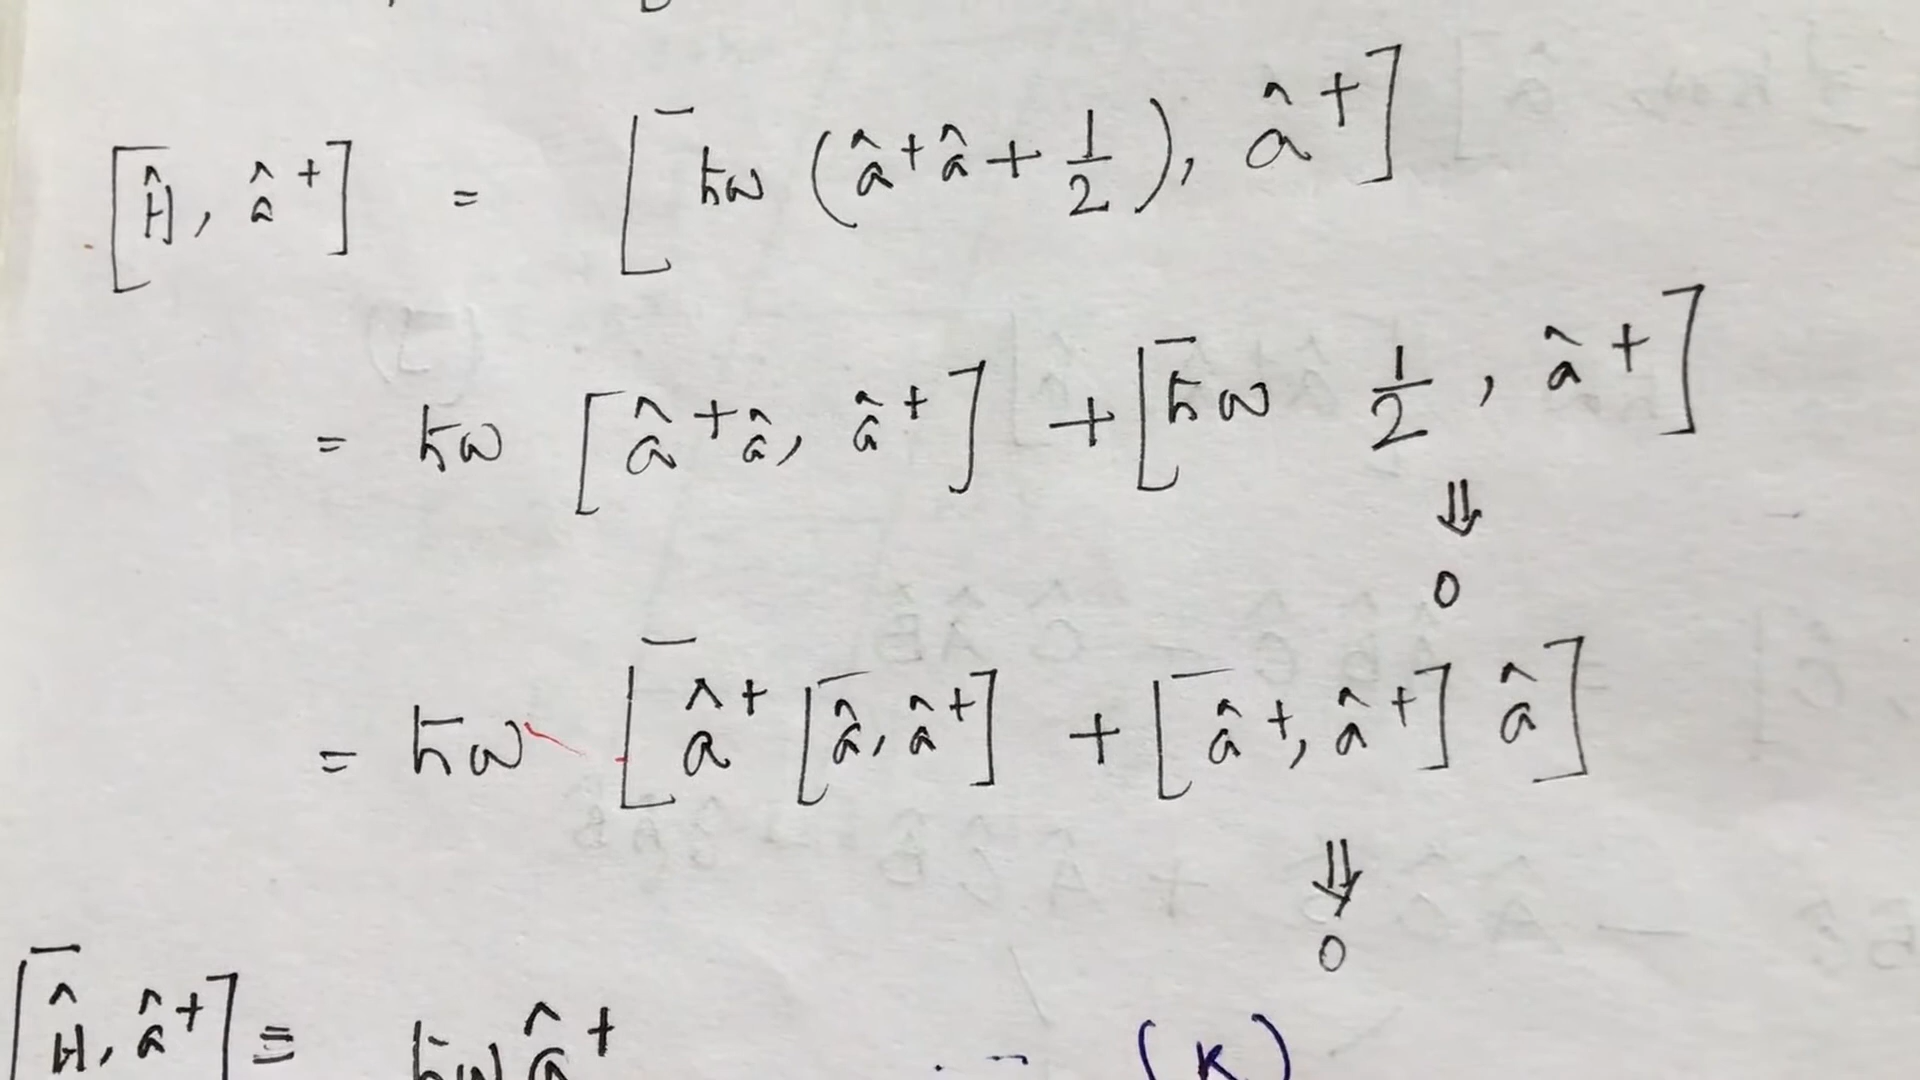 [Ĥ, â⁺] = [ħω (â⁺â + 1/2), â⁺]
= ħω [â⁺â, â⁺] + [ħω 1/2, â⁺]
⇓
0
= ħω [â⁺ [â, â⁺] + [â⁺, â⁺] â]
⇓
0
[Ĥ, â⁺] ≡ ħω â⁺ .. (K)